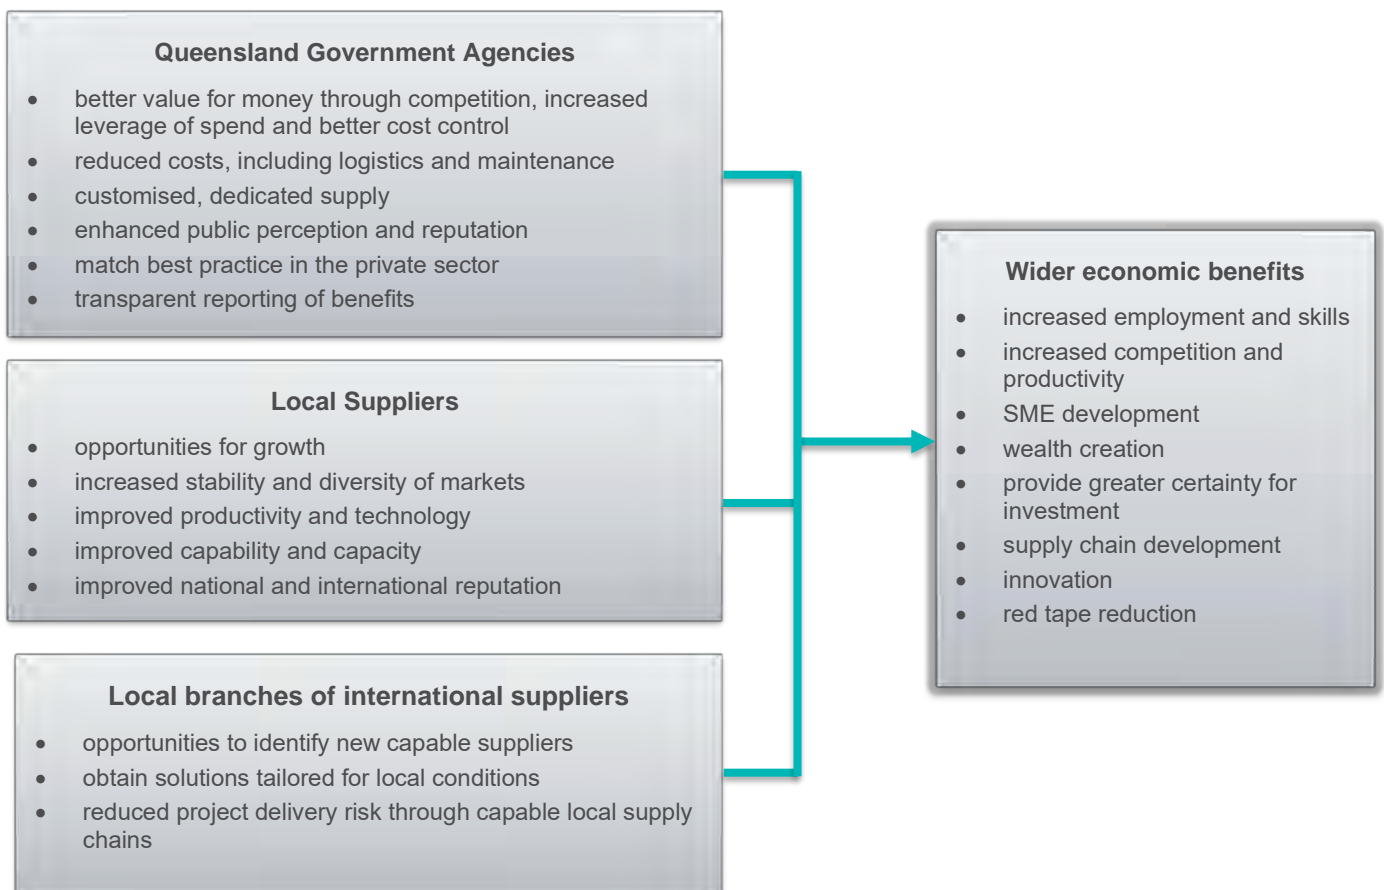 Queensland Government Agencies
• better value for money through competition, increased
leverage of spend and better cost control
• reduced costs, including logistics and maintenance
• customised, dedicated supply
• enhanced public perception and reputation
• match best practice in the private sector
• transparent reporting of benefits
Local Suppliers
• opportunities for growth
• increased stability and diversity of markets
• improved productivity and technology
• improved capability and capacity
• improved national and international reputation
Local branches of international suppliers
• opportunities to identify new capable suppliers
• obtain solutions tailored for local conditions
• reduced project delivery risk through capable local supply
chains
Wider economic benefits
• increased employment and skills
• increased competition and
productivity
• SME development
• wealth creation
• provide greater certainty for
investment
• supply chain development
• innovation
• red tape reduction